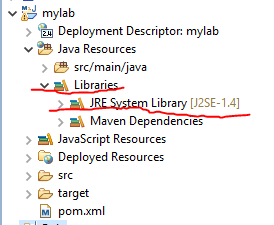 mylab
Deployment Descriptor: mylab
Java Resources
src/main/java
Libraries
JRE System Library [J2SE-1.4]
Maven Dependencies
JavaScript Resources
Deployed Resources
src
target
pom.xml